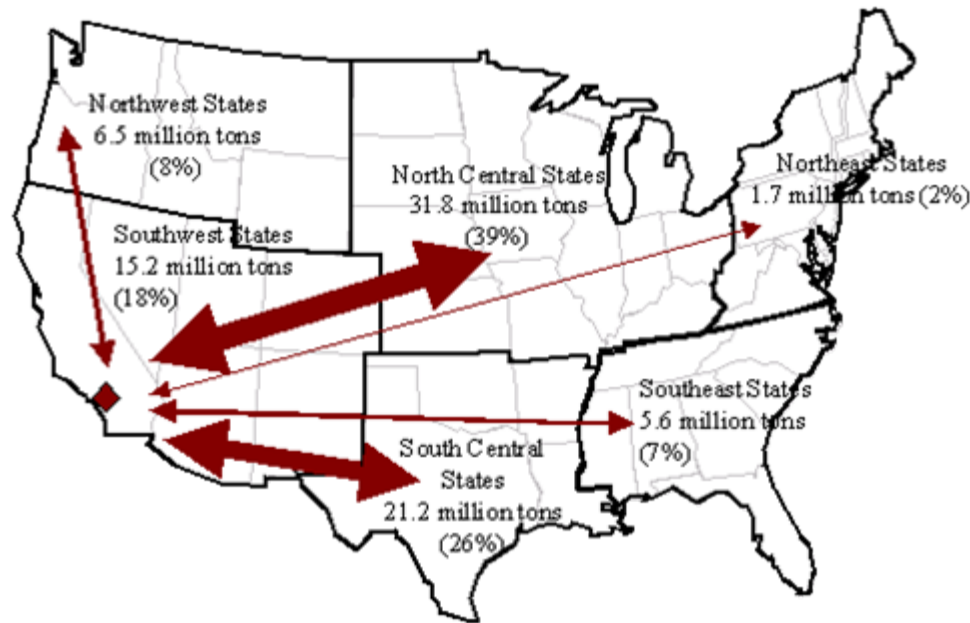 Northwest States
6.5 million tons
(8%)
North Central States
31.8 million tons
(39%)
Northeast States
1.7 million tons (2%)
Southwest States
15.2 million tons
(18%)
Southeast States
5.6 million tons
(7%)
South Central
States
21.2 million tons
(26%)